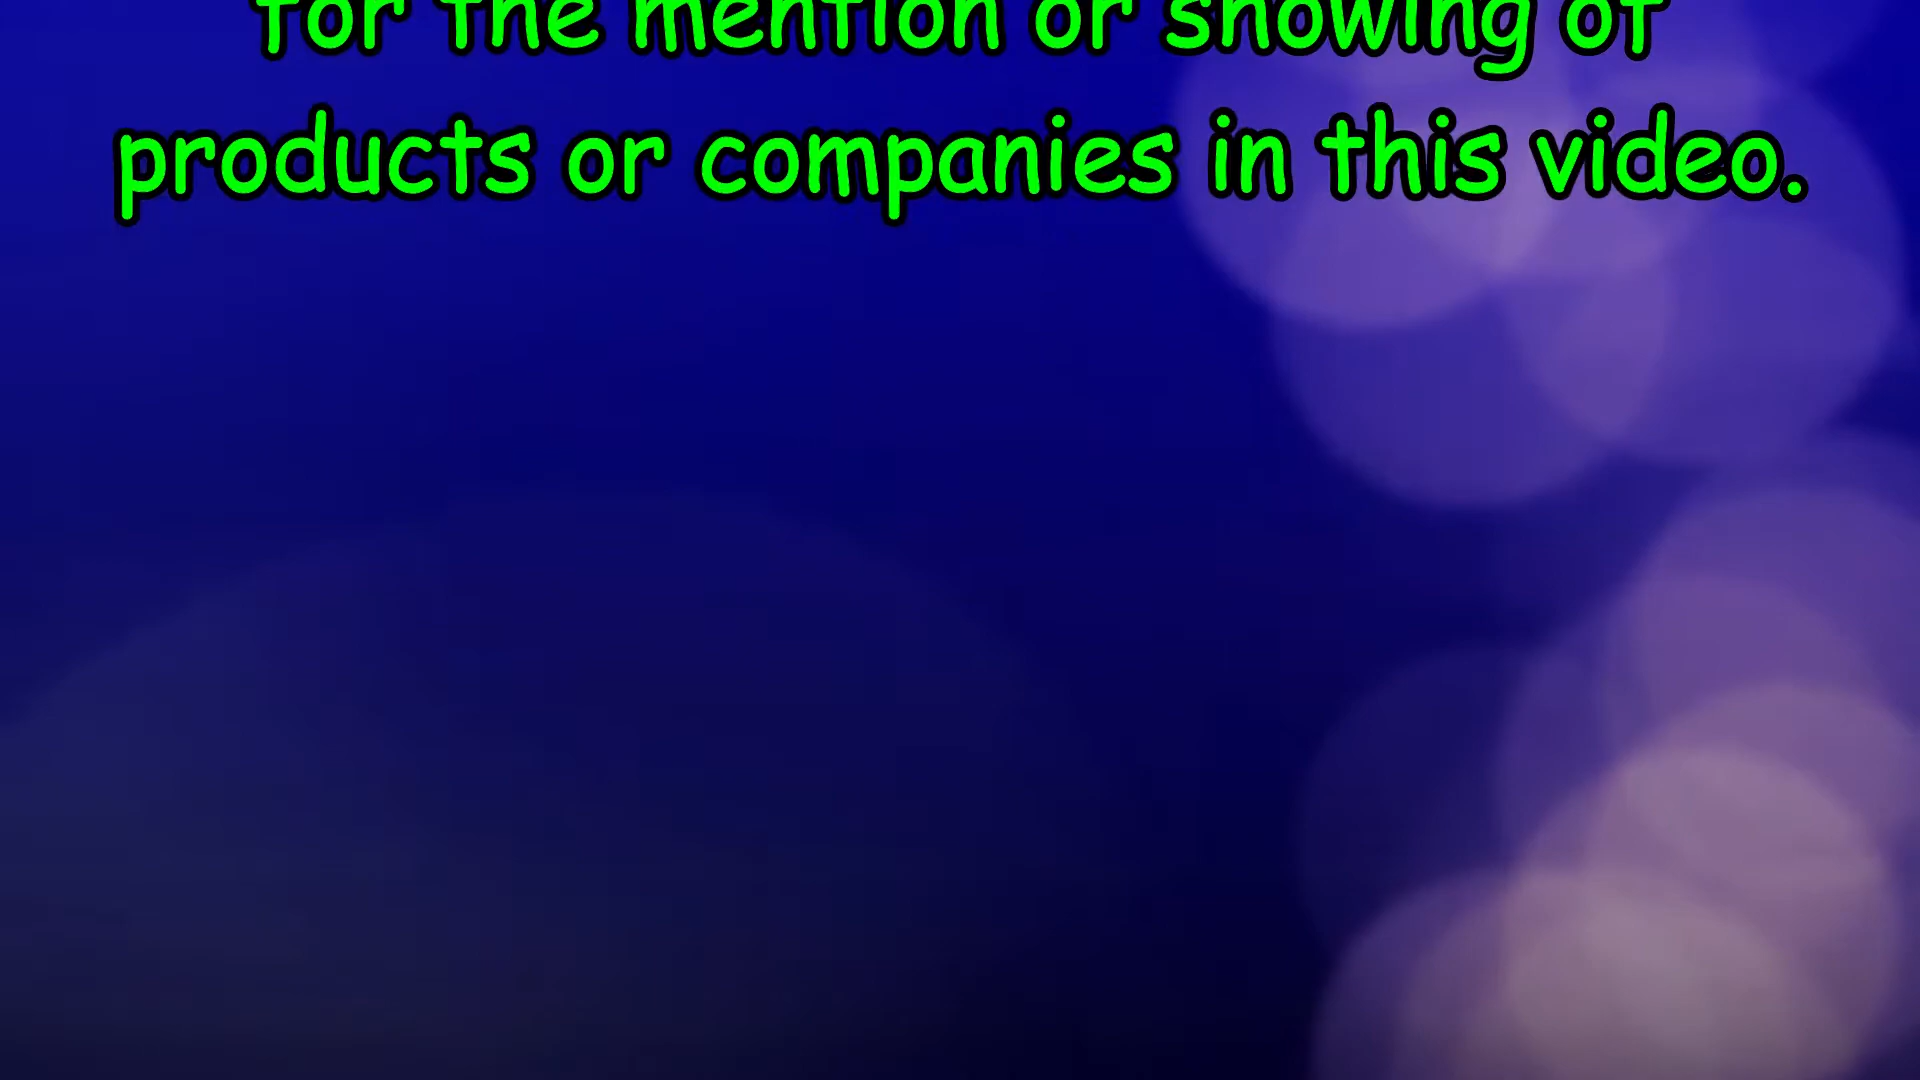 for the mention or showing of
products or companies in this video.